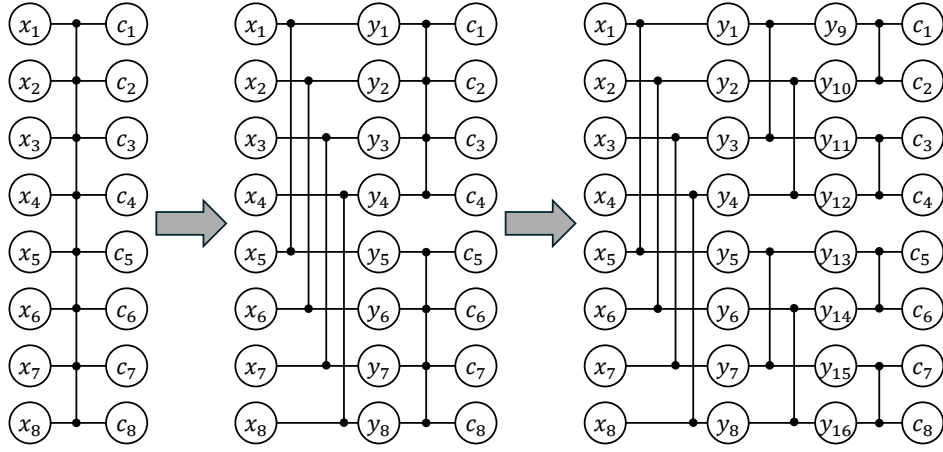 x₁ c₁ x₁ y₁ c₁ x₁ y₁ y₉ c₁
x₂ c₂ x₂ y₂ c₂ x₂ y₂ y₁₀ c₂
x₃ c₃ x₃ y₃ c₃ x₃ y₃ y₁₁ c₃
x₄ c₄ x₄ y₄ c₄ x₄ y₄ y₁₂ c₄
x₅ c₅ x₅ y₅ c₅ x₅ y₅ y₁₃ c₅
x₆ c₆ x₆ y₆ c₆ x₆ y₆ y₁₄ c₆
x₇ c₇ x₇ y₇ c₇ x₇ y₇ y₁₅ c₇
x₈ c₈ x₈ y₈ c₈ x₈ y₈ y₁₆ c₈